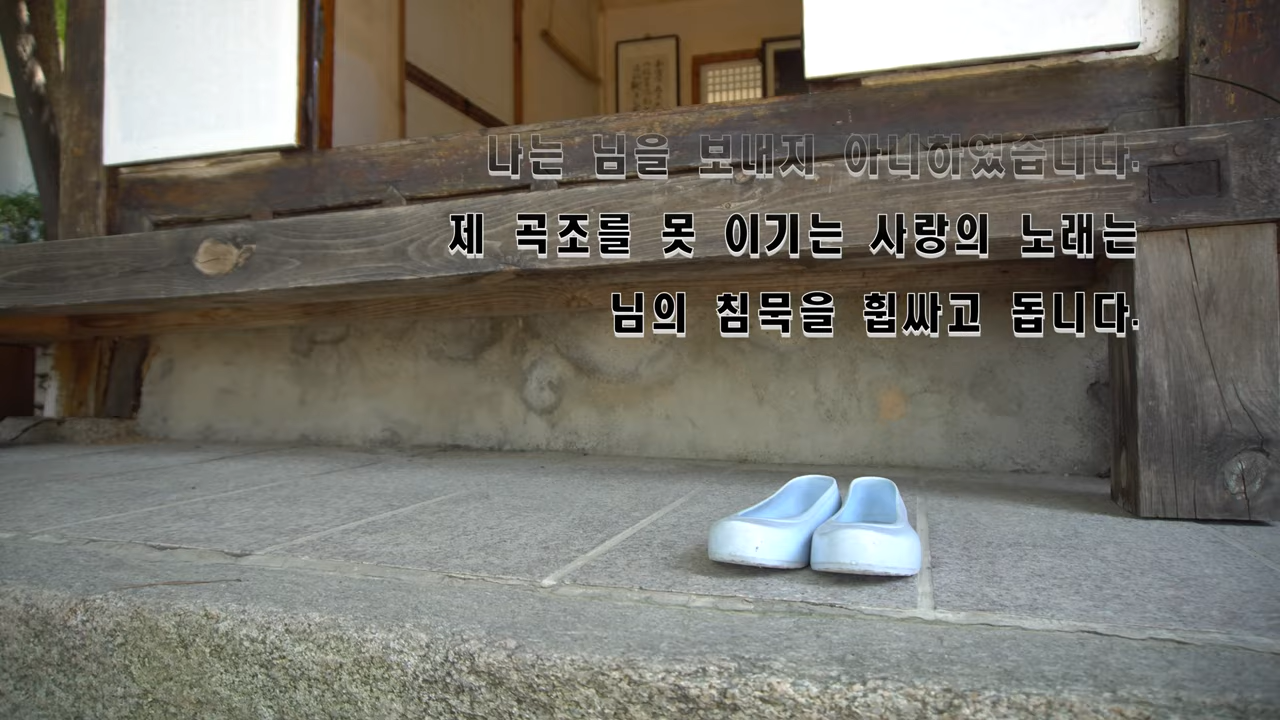 나는 님을 보내지 아니하였습니다.
제 곡조를 못 이기는 사랑의 노래는
님의 침묵을 휩싸고 돕니다.